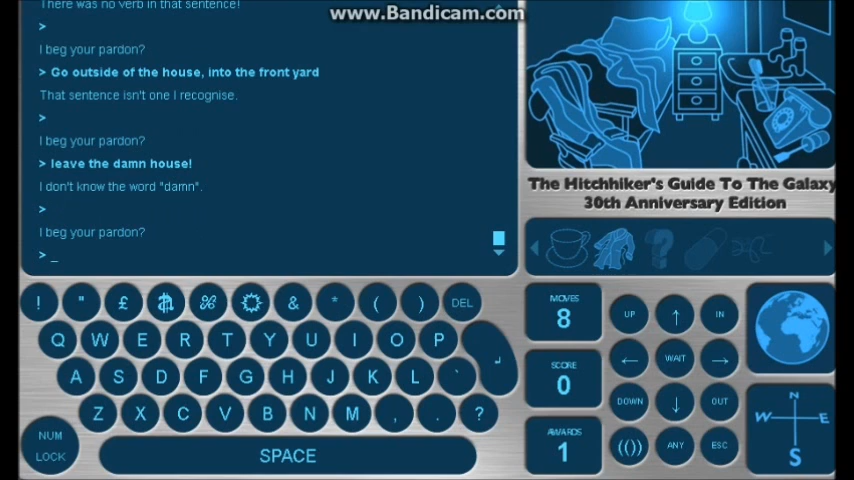 www.Bandicam.com
There was no verb in that sentence!
>
I beg your pardon?
> Go outside of the house, into the front yard
That sentence isn't one I recognise.
>
I beg your pardon?
> leave the damn house!
I don't know the word "damn".
>
I beg your pardon?
> _
The Hitchhiker's Guide To The Galaxy
30th Anniversary Edition
! " £ & * ( ) DEL
Q W E R T Y U I O P
A S D F G H J K L `
Z X C V B N M , . ?
NUM
LOCK
SPACE
MOVES
8
SCORE
0
AWARDS
1
UP ↑ IN
← WAIT →
DOWN ↓ OUT
(()) ANY ESC
N
W E
S